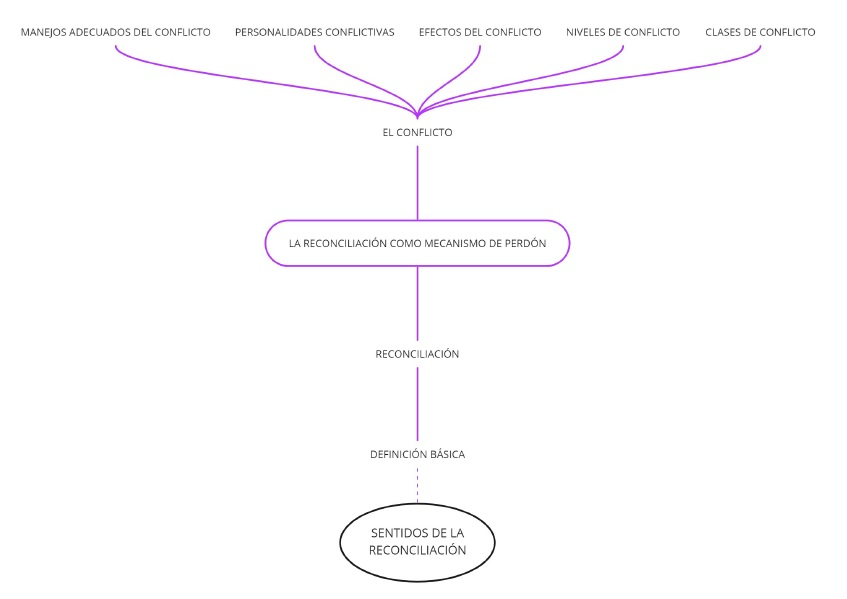 MANEJOS ADECUADOS DEL CONFLICTO
PERSONALIDADES CONFLICTIVAS
EFECTOS DEL CONFLICTO
NIVELES DE CONFLICTO
CLASES DE CONFLICTO
EL CONFLICTO
LA RECONCILIACIÓN COMO MECANISMO DE PERDÓN
RECONCILIACIÓN
DEFINICIÓN BÁSICA
SENTIDOS DE LA
RECONCILIACIÓN